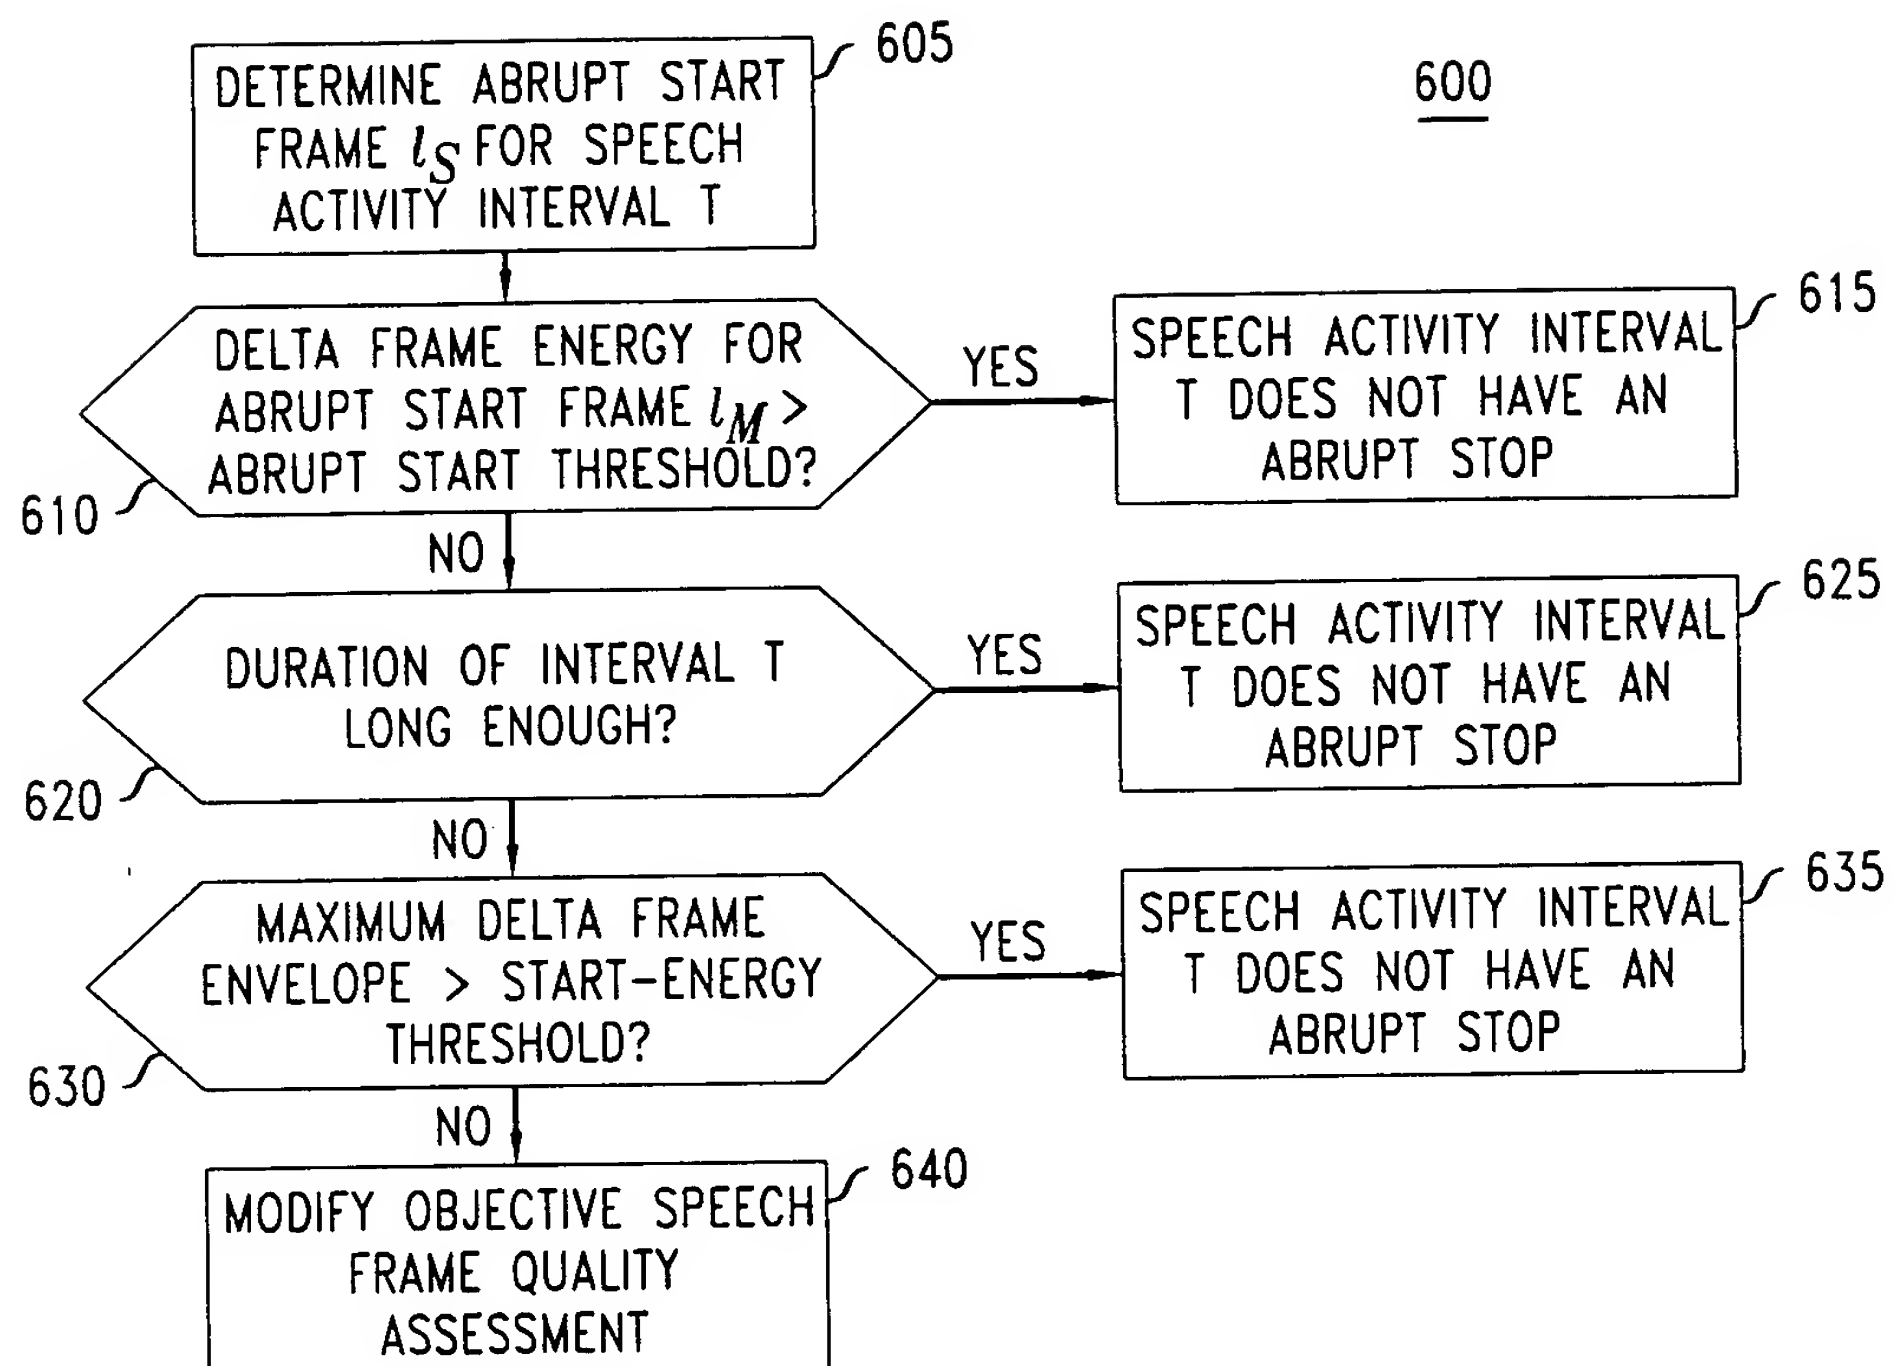 605
600
DETERMINE ABRUPT START
FRAME lS FOR SPEECH
ACTIVITY INTERVAL T
DELTA FRAME ENERGY FOR
ABRUPT START FRAME lM >
ABRUPT START THRESHOLD?
610
YES
615
SPEECH ACTIVITY INTERVAL
T DOES NOT HAVE AN
ABRUPT STOP
NO
DURATION OF INTERVAL T
LONG ENOUGH?
620
YES
625
SPEECH ACTIVITY INTERVAL
T DOES NOT HAVE AN
ABRUPT STOP
NO
MAXIMUM DELTA FRAME
ENVELOPE > START-ENERGY
THRESHOLD?
630
YES
635
SPEECH ACTIVITY INTERVAL
T DOES NOT HAVE AN
ABRUPT STOP
NO
640
MODIFY OBJECTIVE SPEECH
FRAME QUALITY
ASSESSMENT